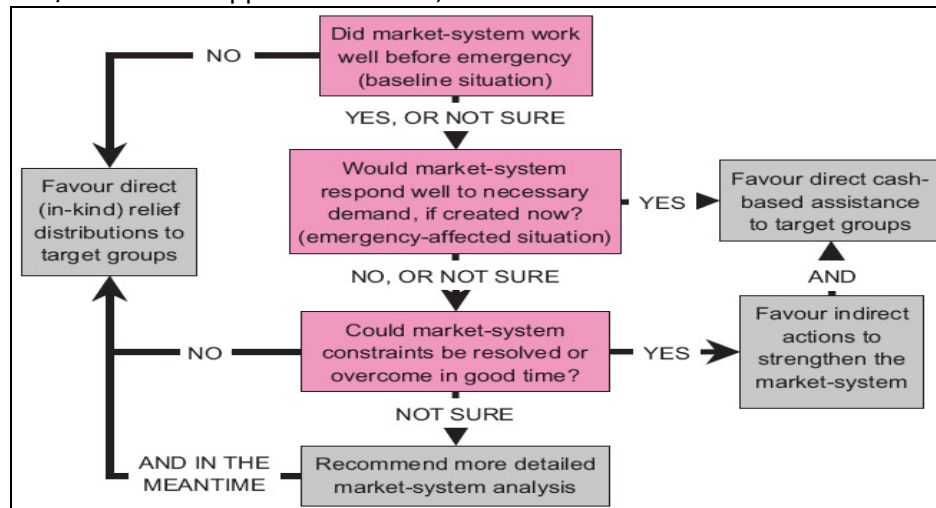 Did market-system work
well before emergency
(baseline situation)
NO
YES, OR NOT SURE
Favour direct
(in-kind) relief
distributions to
target groups
Would market-system
respond well to necessary
demand, if created now?
(emergency-affected situation)
YES
Favour direct cash-
based assistance
to target groups
NO, OR NOT SURE
AND
Could market-system
constraints be resolved or
overcome in good time?
NO
YES
Favour indirect
actions to
strengthen the
market-system
NOT SURE
AND IN THE
MEANTIME
Recommend more detailed
market-system analysis